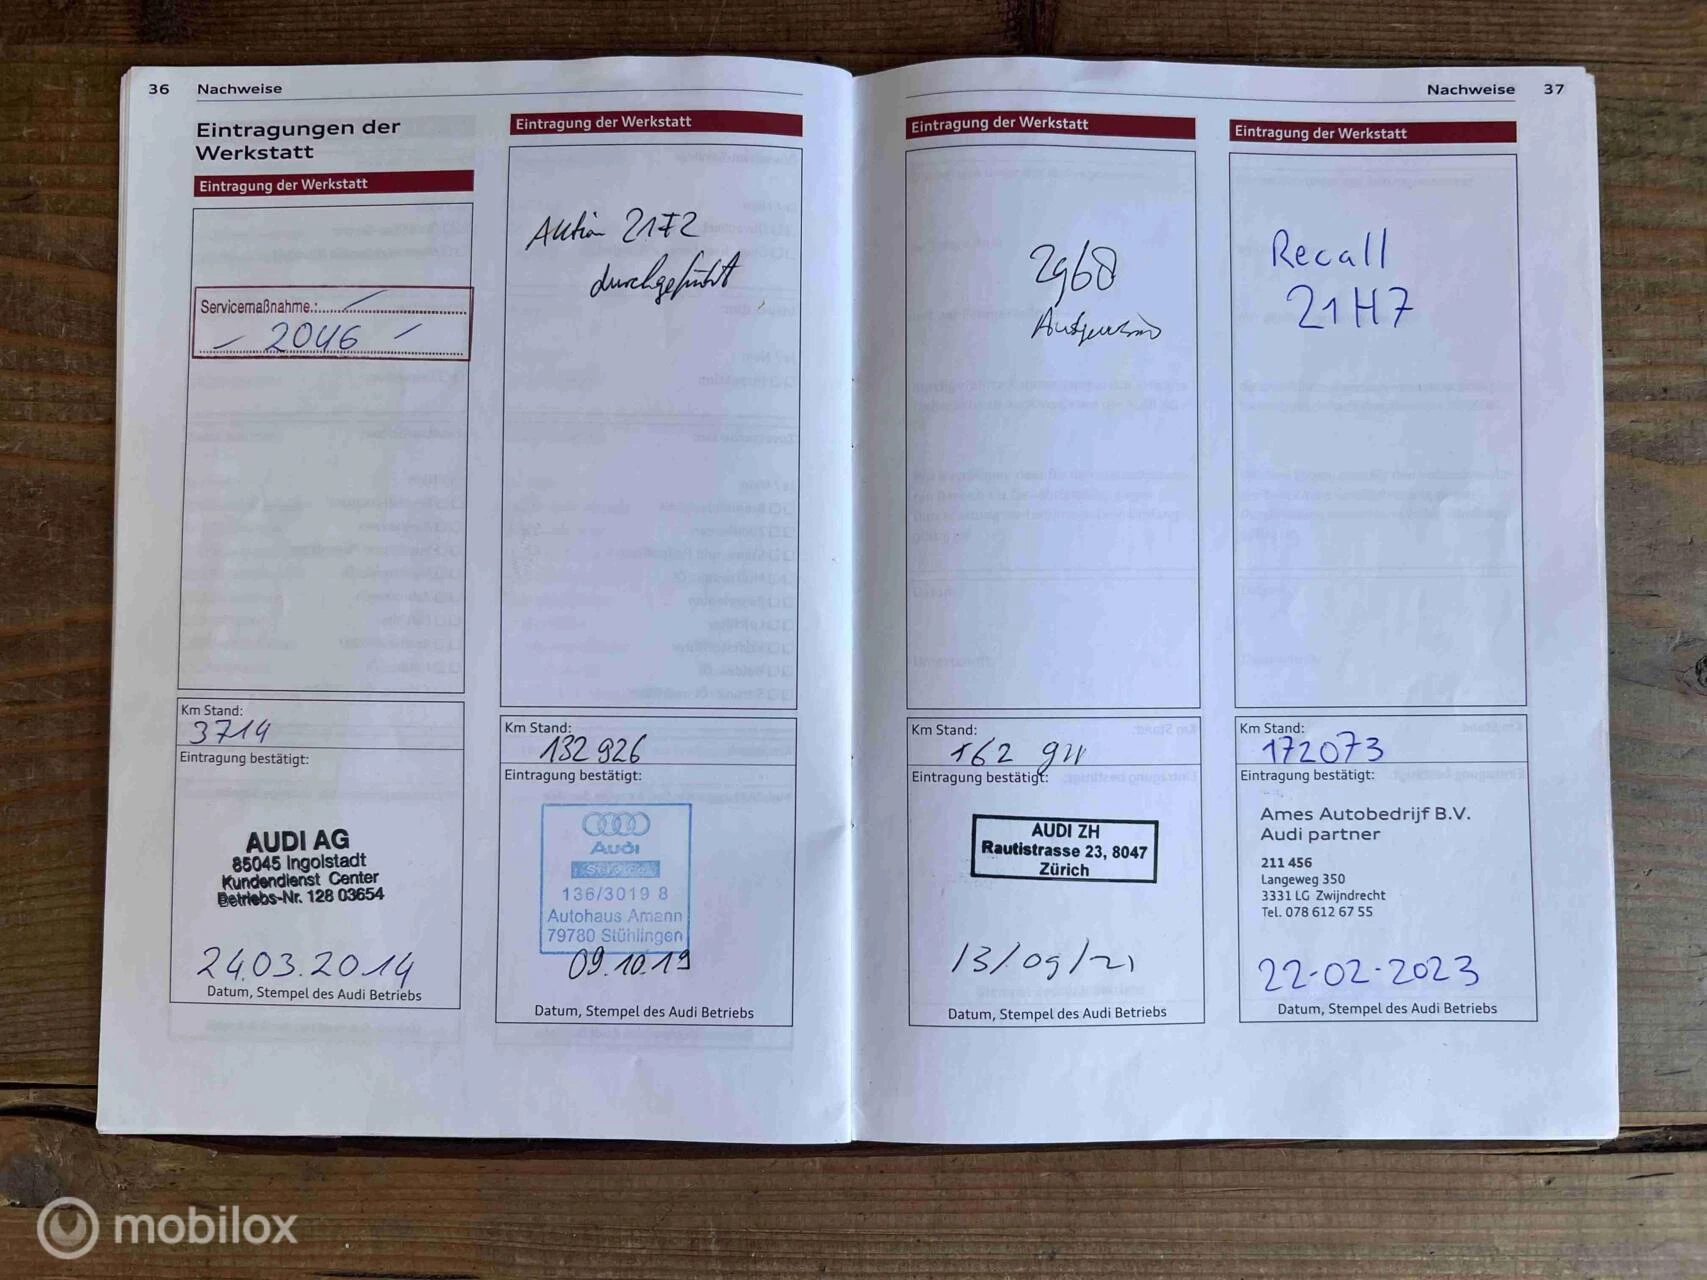 36 Nachweise
Eintragungen der
Werkstatt
Eintragung der Werkstatt
Servicemaßnahme.:
- 2046 -
Km Stand:
3714
Eintragung bestätigt:
AUDI AG
85045 Ingolstadt
Kundendienst Center
Betriebs-Nr. 128 03654
24.03.2014
Datum, Stempel des Audi Betriebs
Eintragung der Werkstatt
Aktion 21F2
durchgeführt
Km Stand:
132 926
Eintragung bestätigt:
Audi
Service
136/3019 8
Autohaus Amann
79780 Stühlingen
09.10.19
Datum, Stempel des Audi Betriebs
Nachweise 37
Eintragung der Werkstatt
Km Stand:
162 911
Eintragung bestätigt:
AUDI ZH
Rautistrasse 23, 8047
Zürich
13/09/21
Datum, Stempel des Audi Betriebs
Eintragung der Werkstatt
Recall
21H7
Km Stand:
172073
Eintragung bestätigt:
Ames Autobedrijf B.V.
Audi partner
211 456
Langeweg 350
3331 LG Zwijndrecht
Tel. 078 612 67 55
22-02-2023
Datum, Stempel des Audi Betriebs
mobilox